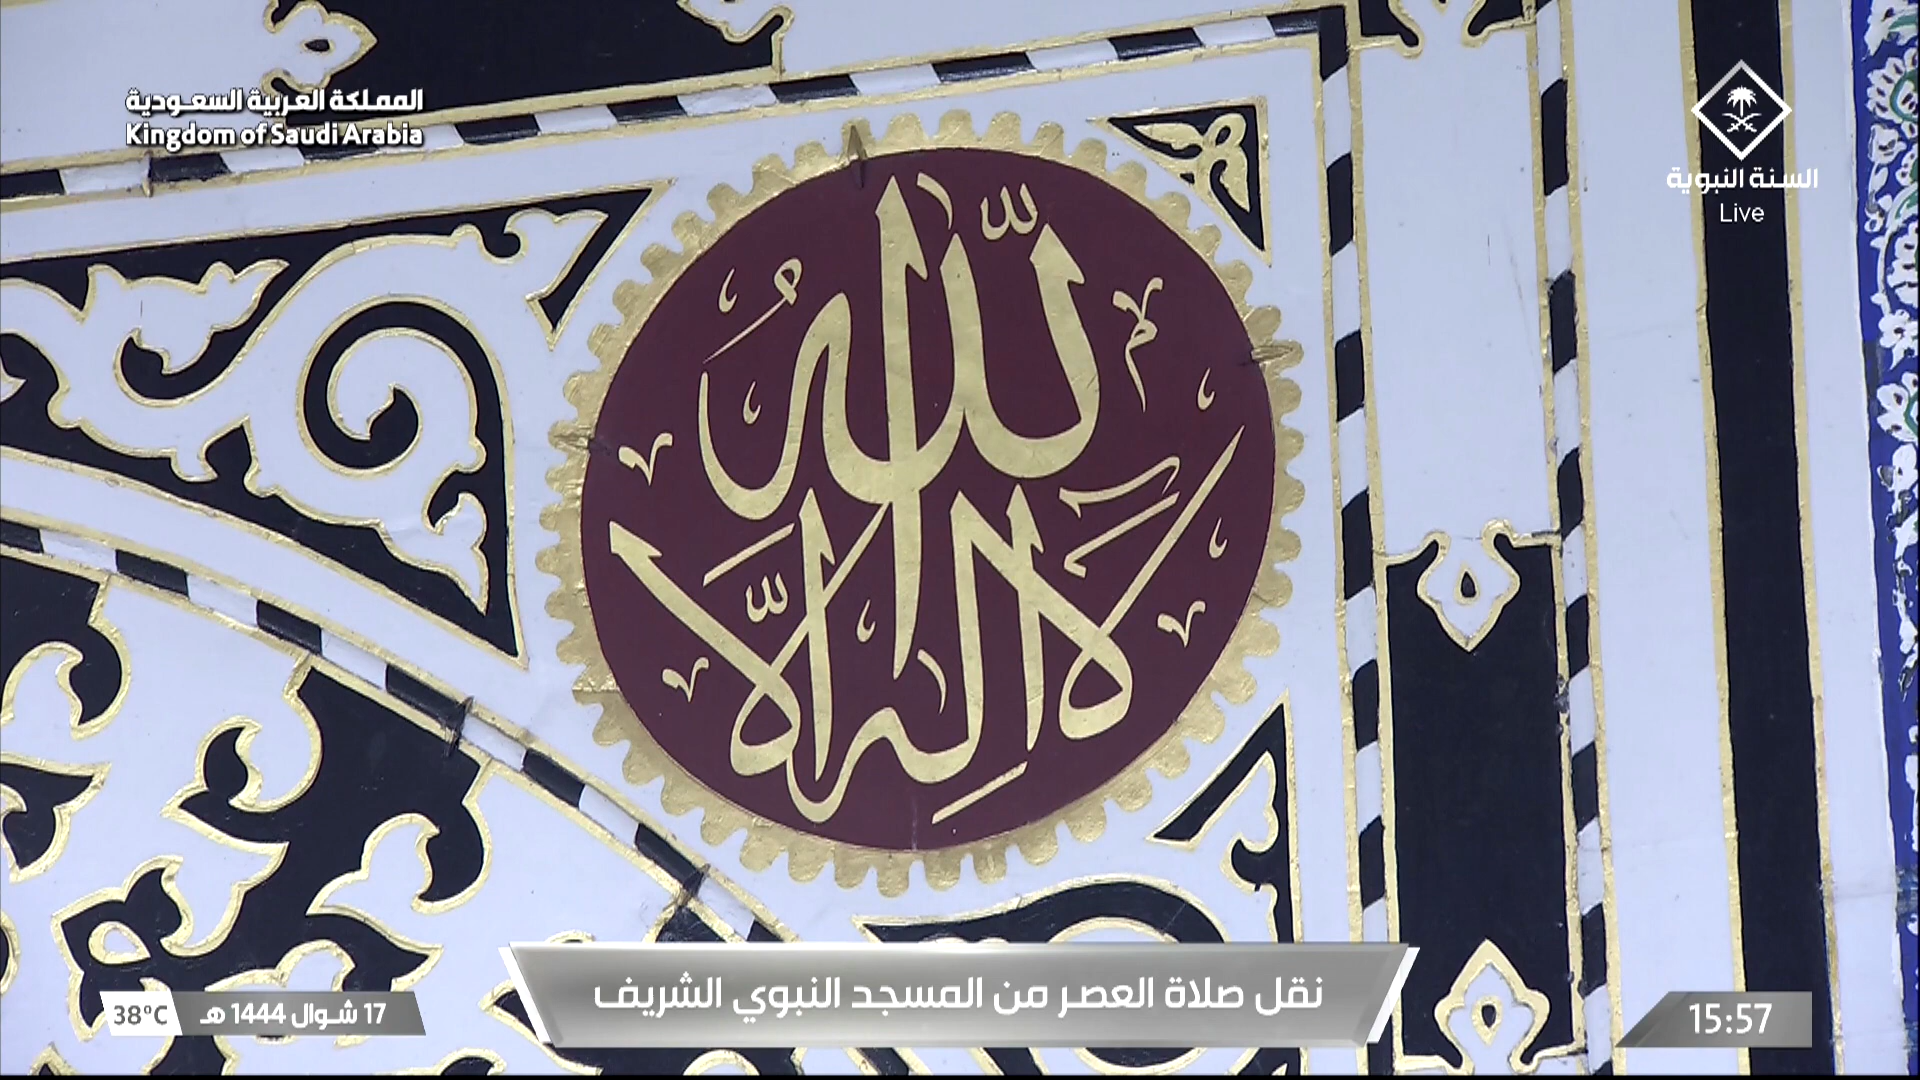 المملكة العربية السعودية
Kingdom of Saudi Arabia
السنة النبوية
Live
لا إله إلا الله
نقل صلاة العصر من المسجد النبوي الشريف
38°C
17 شوال 1444 هـ
15:57